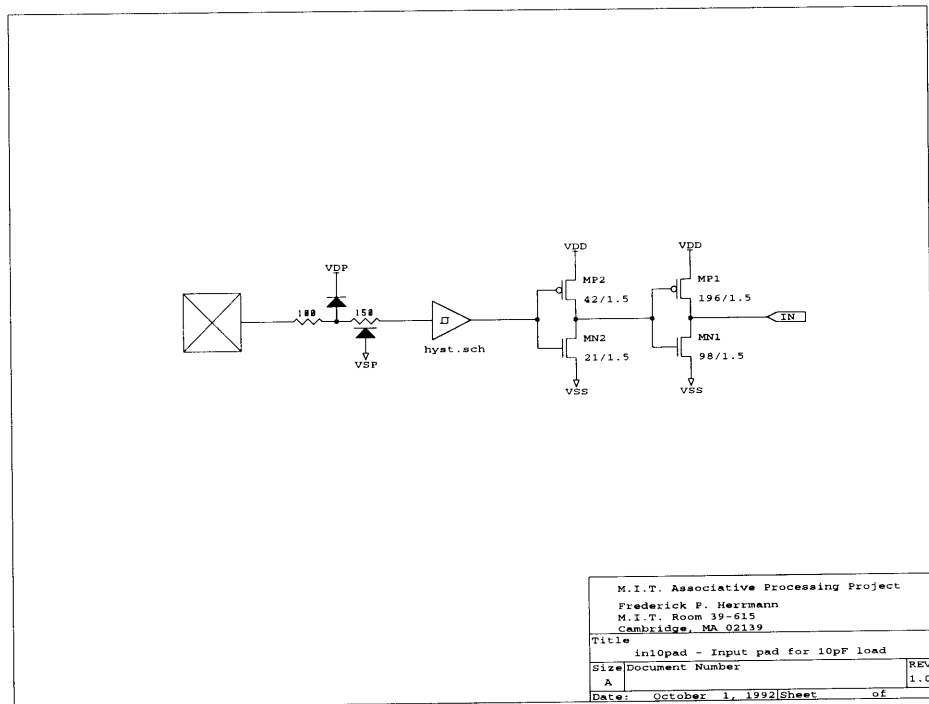 VDD
VDD
MP2
42/1.5
MP1
196/1.5
VDP
100
150
IN
hyst.sch
MN2
21/1.5
MN1
98/1.5
VSP
VSS
VSS
M.I.T. Associative Processing Project
Frederick P. Herrmann
M.I.T. Room 39-615
Cambridge, MA 02139
Title
in10pad - Input pad for 10pF load
Size Document Number REV
A 1.0
Date: October 1, 1992 Sheet of